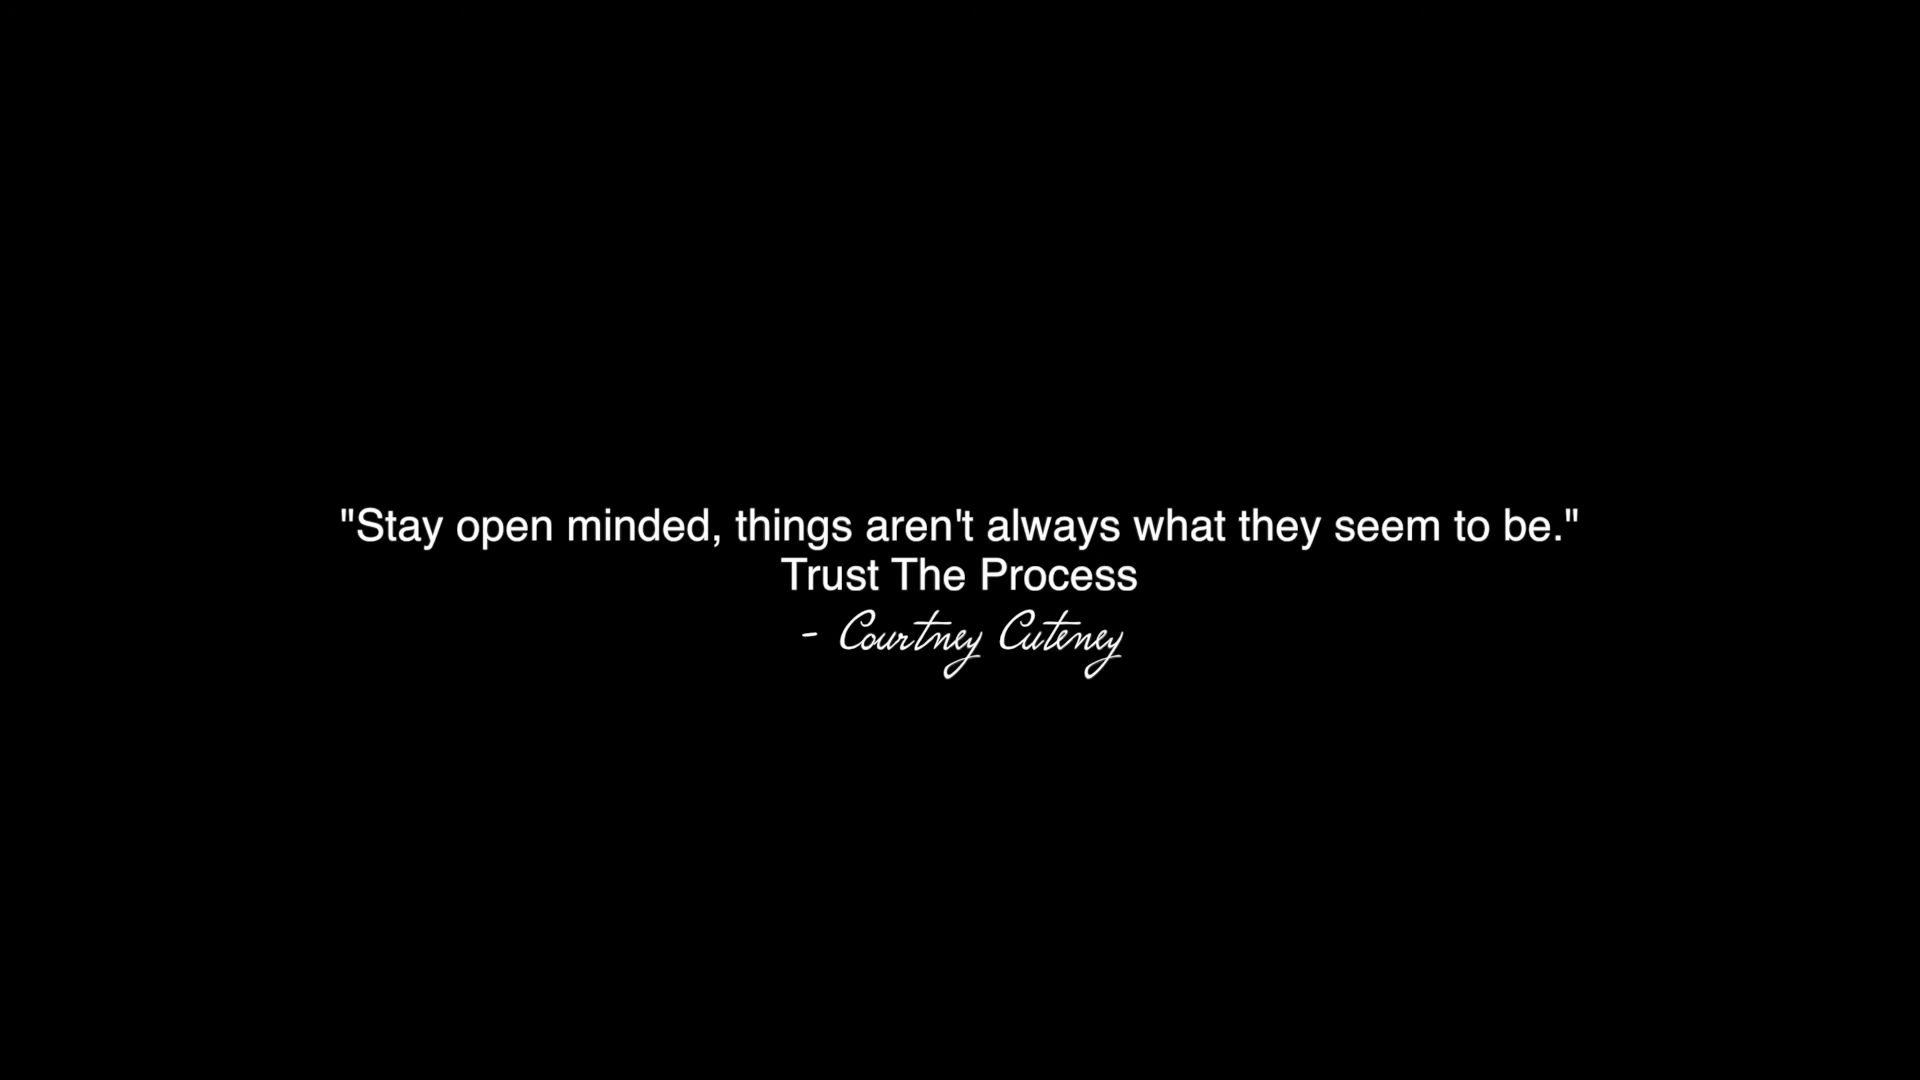 "Stay open minded, things aren't always what they seem to be."
Trust The Process
- Courtney Cuteney